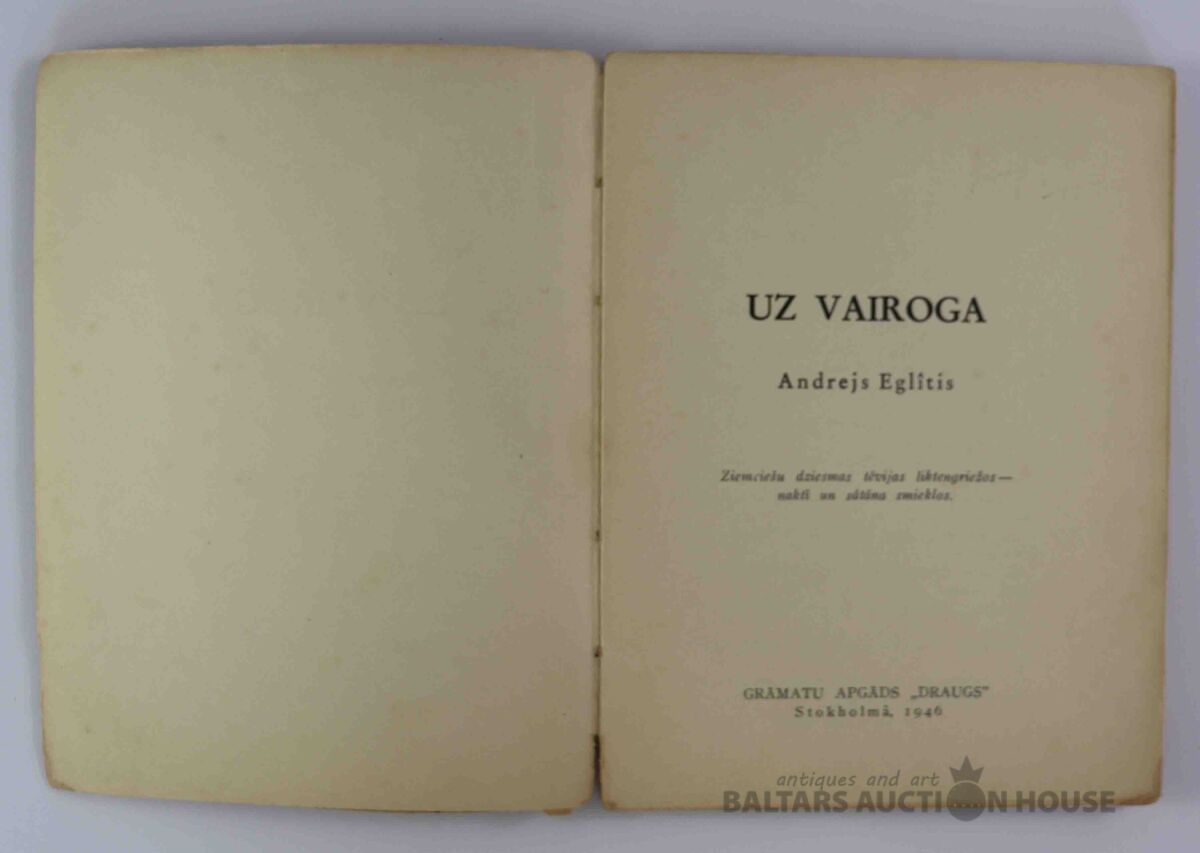 UZ VAIROGA
Andrejs Eglîtis
Ziemciešu dziesmas tēvijas liktengriežos—
naktī un sātāna smieklos.
GRĀMATU APGĀDS „DRAUGS”
Stokholmā, 1946
antiques and art
BALTARS AUCTION HOUSE